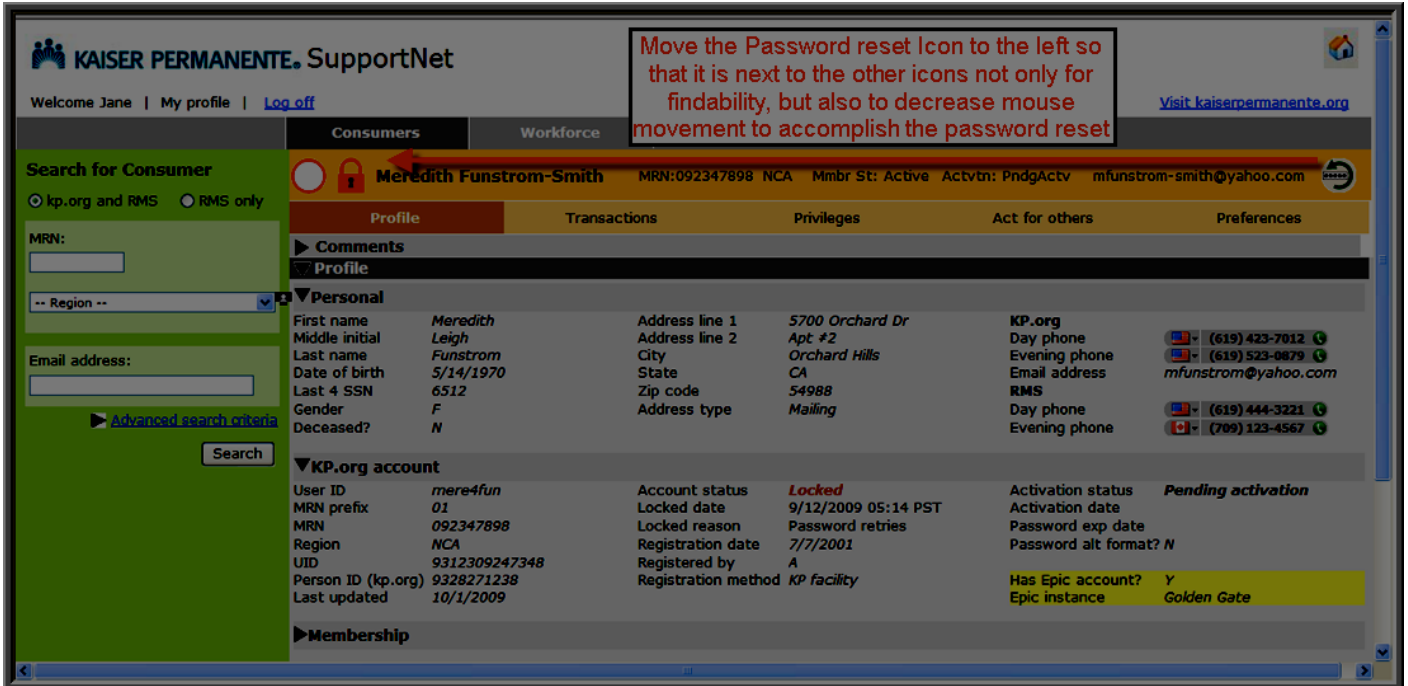 KAISER PERMANENTE. SupportNet
Move the Password reset Icon to the left so
that it is next to the other icons not only for
findability, but also to decrease mouse
movement to accomplish the password reset
Welcome Jane | My profile | Log off
Visit kaiserpermanente.org
Consumers Workforce
Search for Consumer
kp.org and RMS RMS only
MRN:
-- Region --
Email address:
Advanced search criteria
Search
Meredith Funstrom-Smith MRN:092347898 NCA Mmbr St: Active Actvtn: PndgActv mfunstrom-smith@yahoo.com
Profile Transactions Privileges Act for others Preferences
Comments
Profile
Personal
First name Meredith Address line 1 5700 Orchard Dr KP.org
Middle initial Leigh Address line 2 Apt #2 Day phone (619) 423-7012
Last name Funstrom City Orchard Hills Evening phone (619) 523-0879
Date of birth 5/14/1970 State CA Email address mfunstrom@yahoo.com
Last 4 SSN 6512 Zip code 54988 RMS
Gender F Address type Mailing Day phone (619) 444-3221
Deceased? N Evening phone (709) 123-4567
KP.org account
User ID mere4fun Account status Locked Activation status Pending activation
MRN prefix 01 Locked date 9/12/2009 05:14 PST Activation date
MRN 092347898 Locked reason Password retries Password exp date
Region NCA Registration date 7/7/2001 Password alt format? N
UID 9312309247348 Registered by A
Person ID (kp.org) 9328271238 Registration method KP facility Has Epic account? Y
Last updated 10/1/2009 Epic instance Golden Gate
Membership